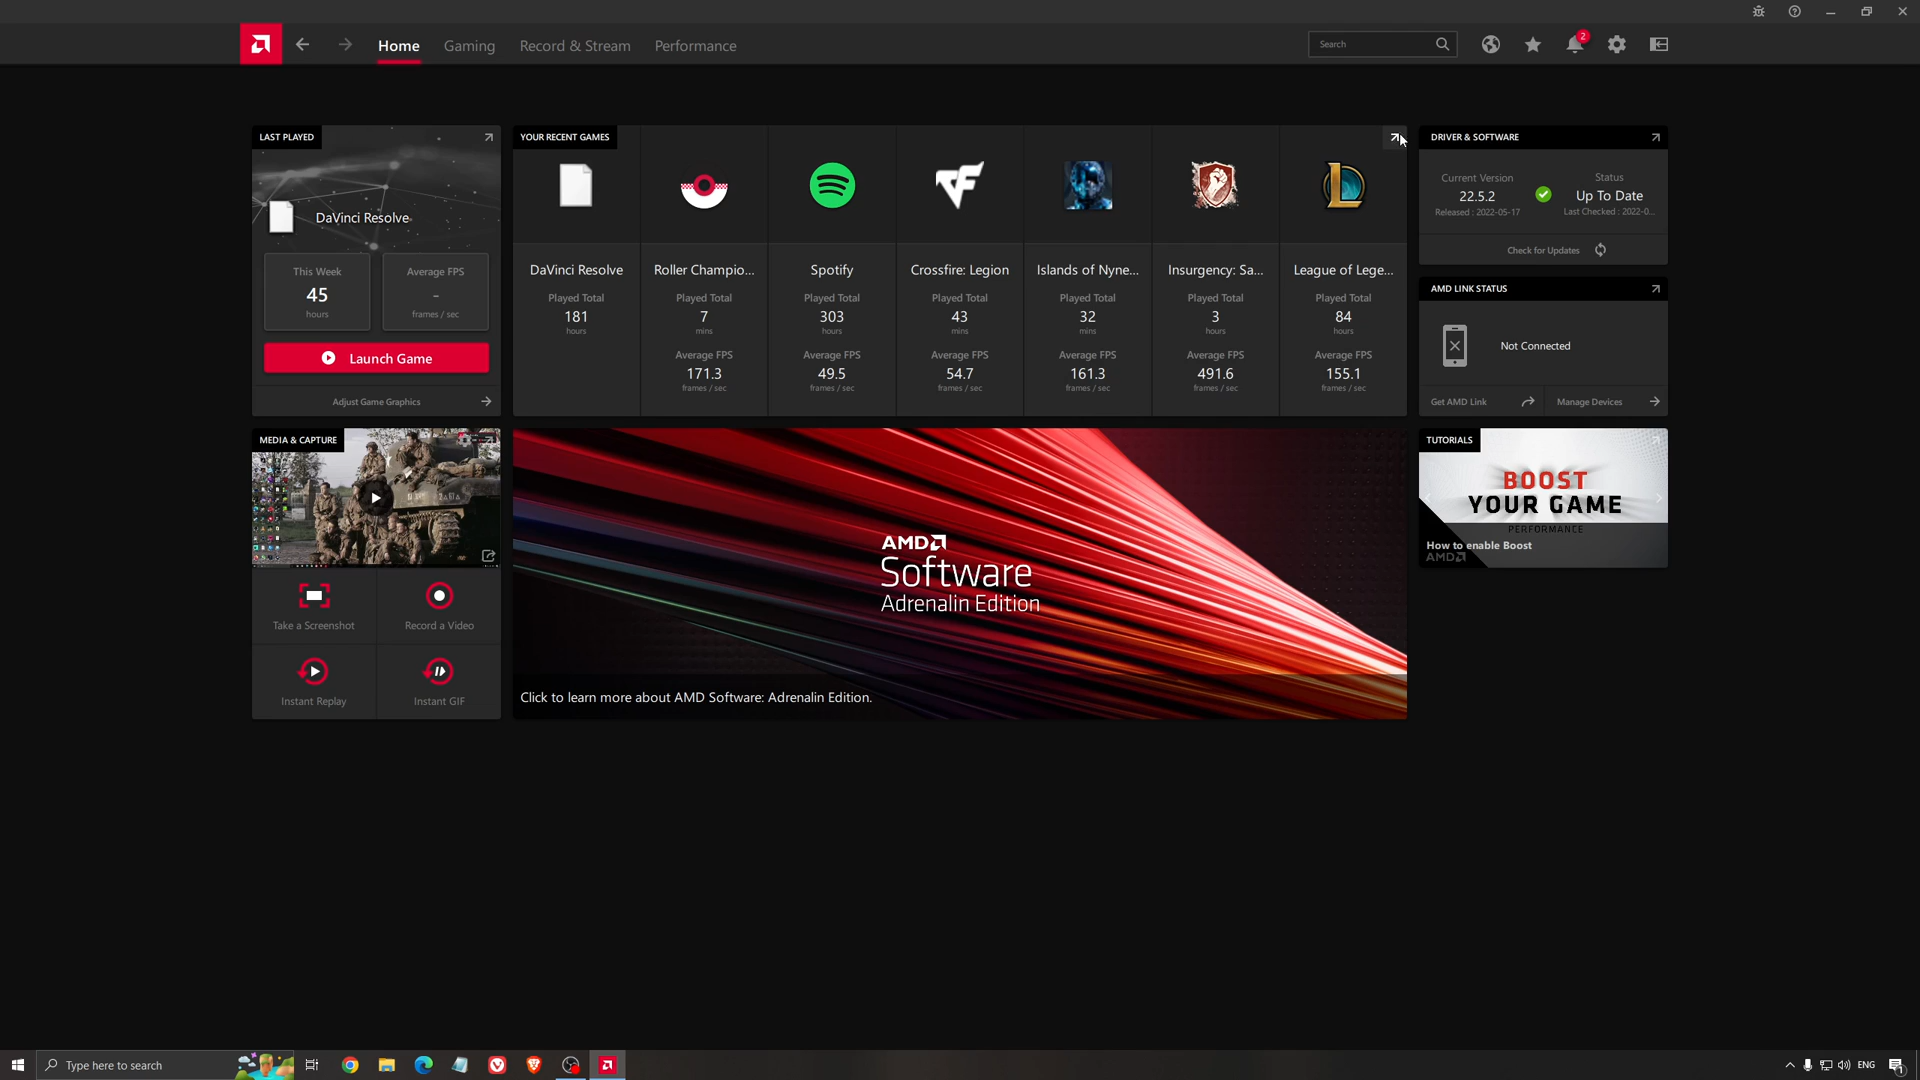 Home
Gaming
Record & Stream
Performance
Search
2
LAST PLAYED
DaVinci Resolve
This Week
45
hours
Average FPS
-
frames / sec
Launch Game
Adjust Game Graphics
YOUR RECENT GAMES
DaVinci Resolve
Played Total
181
hours
Roller Champio...
Played Total
7
mins
Average FPS
171.3
frames / sec
Spotify
Played Total
303
hours
Average FPS
49.5
frames / sec
Crossfire: Legion
Played Total
43
mins
Average FPS
54.7
frames / sec
Islands of Nyne...
Played Total
32
mins
Average FPS
161.3
frames / sec
Insurgency: Sa...
Played Total
3
hours
Average FPS
491.6
frames / sec
League of Lege...
Played Total
84
hours
Average FPS
155.1
frames / sec
DRIVER & SOFTWARE
Current Version
22.5.2
Released : 2022-05-17
Status
Up To Date
Last Checked : 2022-0...
Check for Updates
AMD LINK STATUS
Not Connected
Get AMD Link
Manage Devices
MEDIA & CAPTURE
Take a Screenshot
Record a Video
Instant Replay
Instant GIF
AMD
Software
Adrenalin Edition
Click to learn more about AMD Software: Adrenalin Edition.
TUTORIALS
BOOST
YOUR GAME
PERFORMANCE
How to enable Boost
AMD
Type here to search
ENG
1